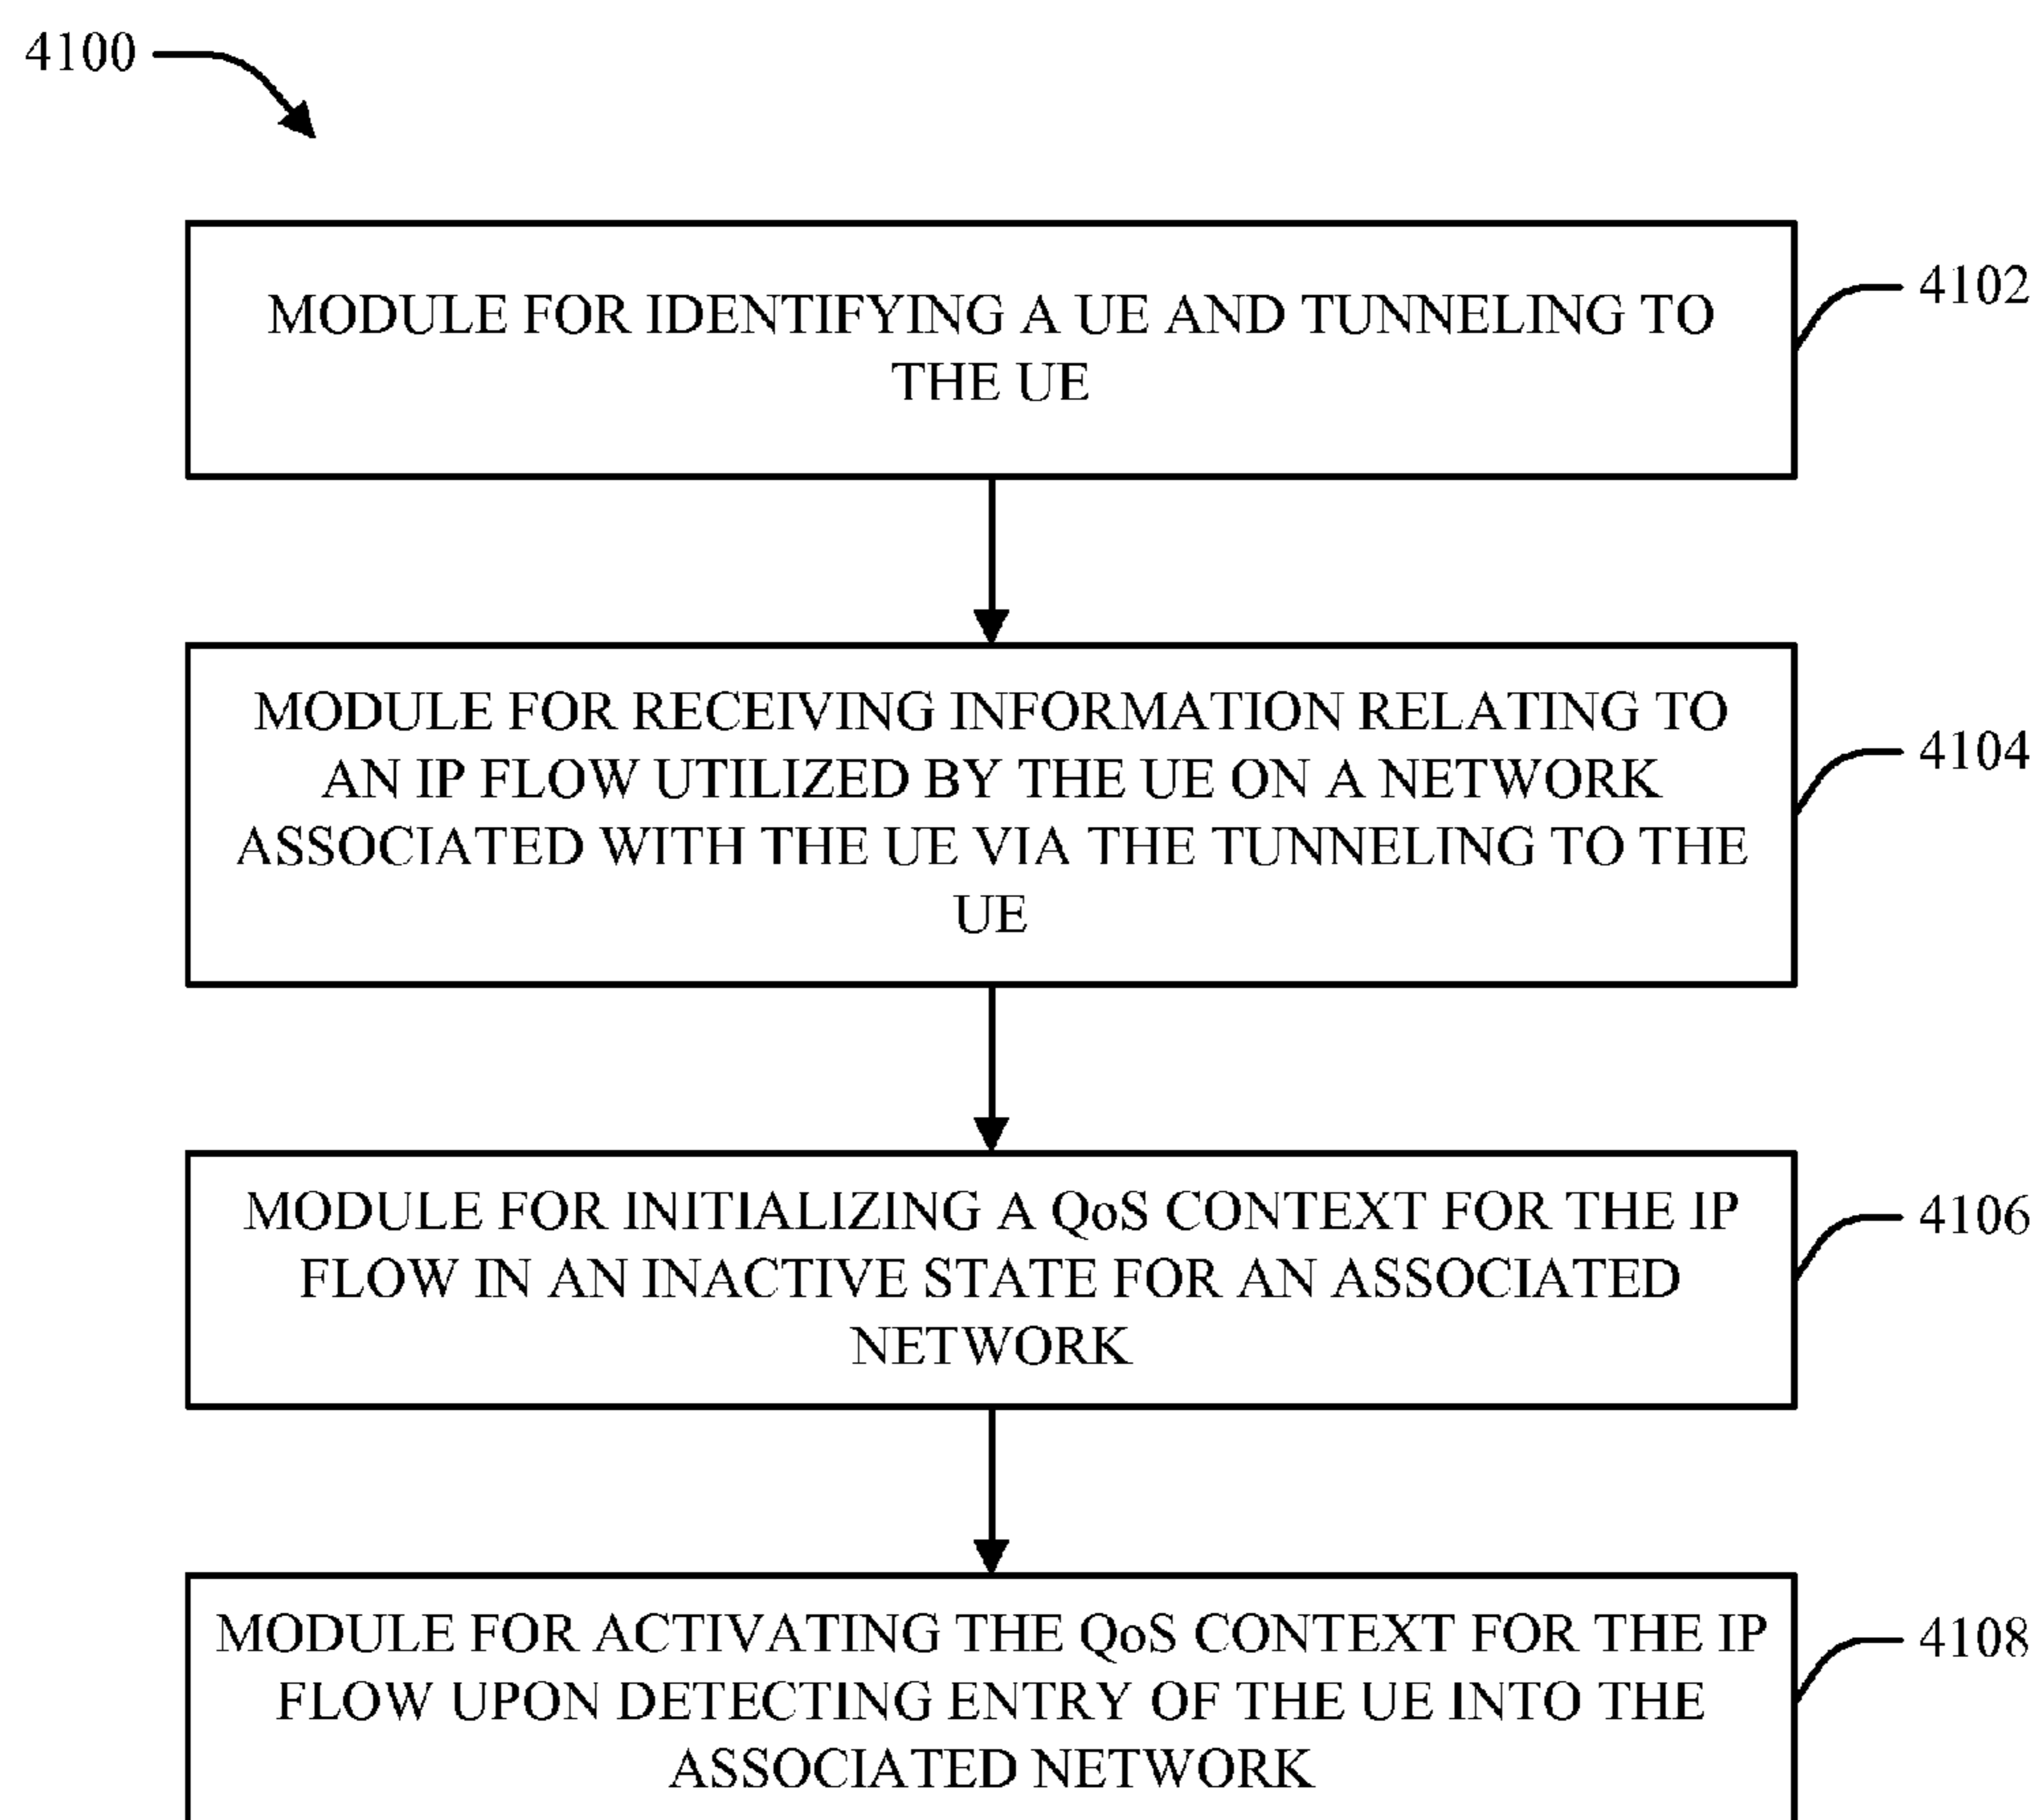 4100
MODULE FOR IDENTIFYING A UE AND TUNNELING TO
THE UE
4102
MODULE FOR RECEIVING INFORMATION RELATING TO
AN IP FLOW UTILIZED BY THE UE ON A NETWORK
ASSOCIATED WITH THE UE VIA THE TUNNELING TO THE
UE
4104
MODULE FOR INITIALIZING A QoS CONTEXT FOR THE IP
FLOW IN AN INACTIVE STATE FOR AN ASSOCIATED
NETWORK
4106
MODULE FOR ACTIVATING THE QoS CONTEXT FOR THE IP
FLOW UPON DETECTING ENTRY OF THE UE INTO THE
ASSOCIATED NETWORK
4108